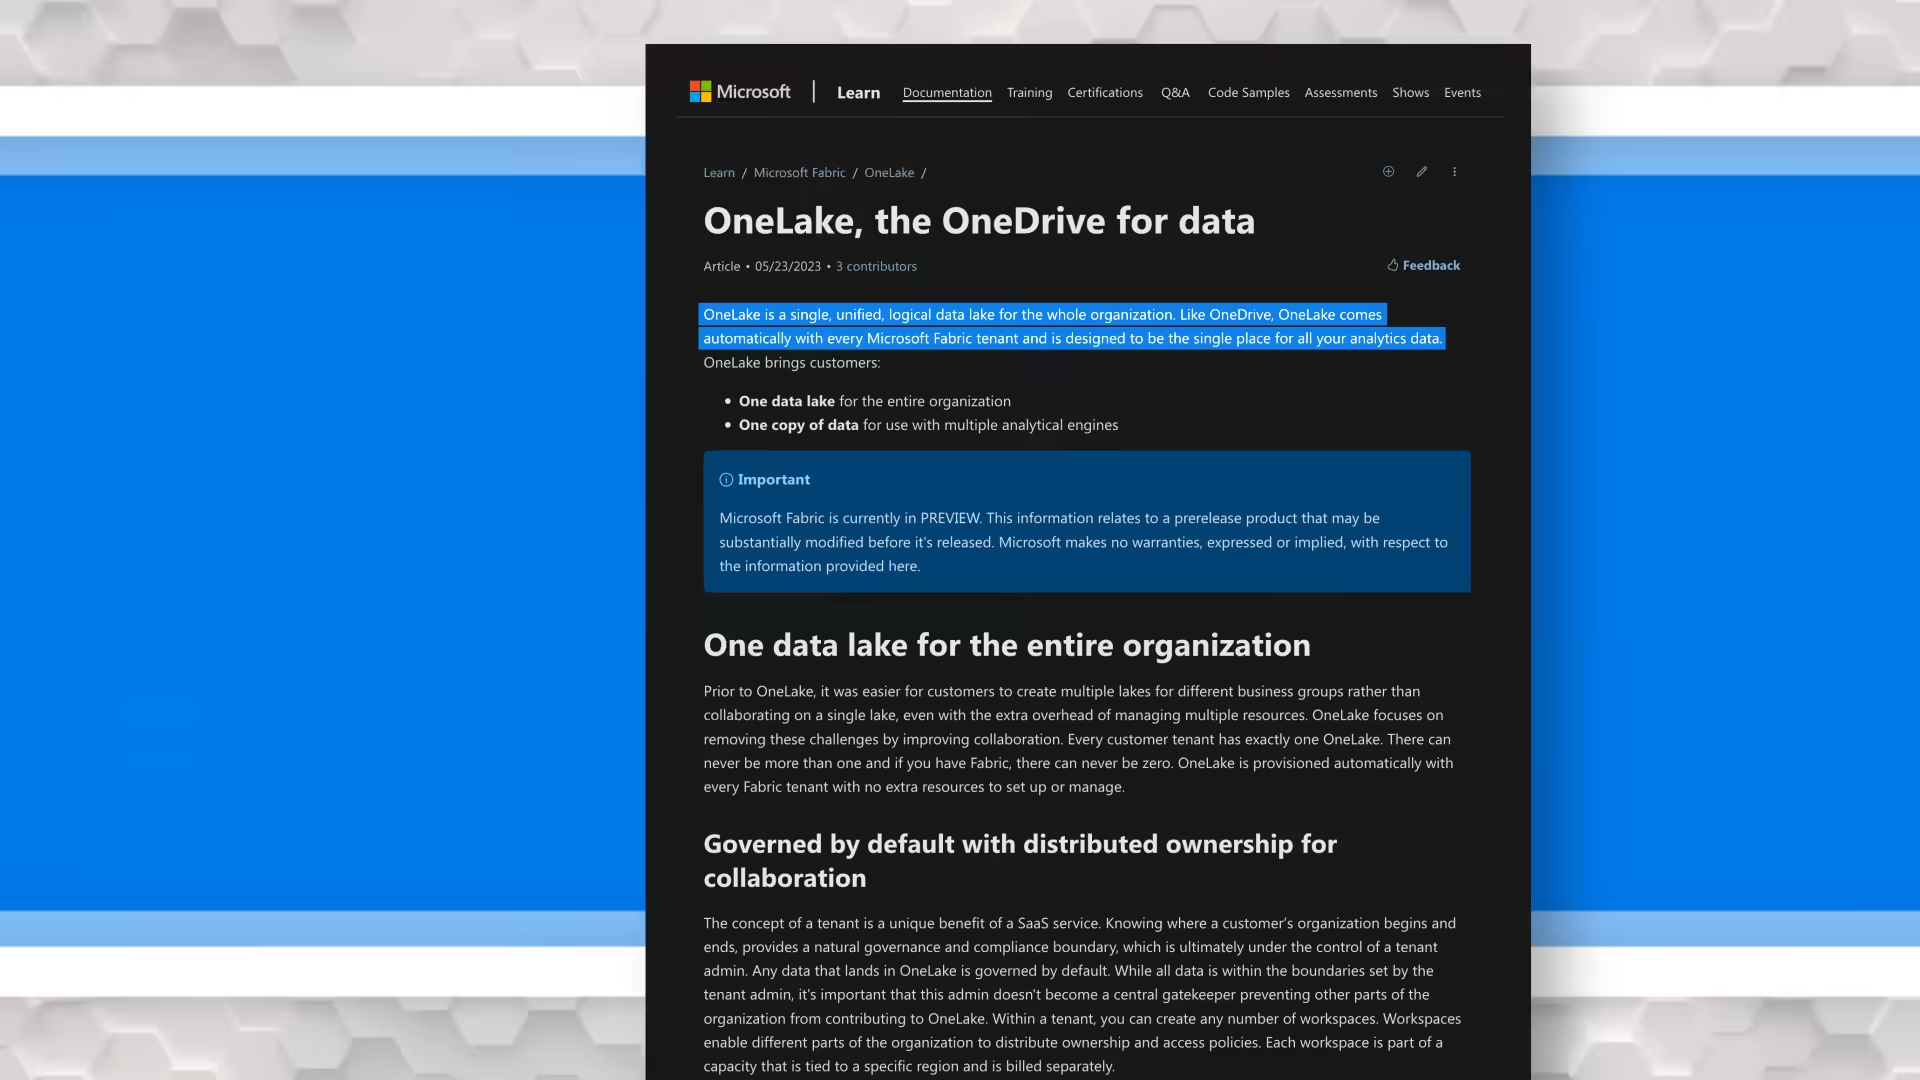 Microsoft | Learn Documentation Training Certifications Q&A Code Samples Assessments Shows Events
Learn / Microsoft Fabric / OneLake /
OneLake, the OneDrive for data
Article • 05/23/2023 • 3 contributors
Feedback
OneLake is a single, unified, logical data lake for the whole organization. Like OneDrive, OneLake comes
automatically with every Microsoft Fabric tenant and is designed to be the single place for all your analytics data.
OneLake brings customers:
• One data lake for the entire organization
• One copy of data for use with multiple analytical engines
Important
Microsoft Fabric is currently in PREVIEW. This information relates to a prerelease product that may be
substantially modified before it's released. Microsoft makes no warranties, expressed or implied, with respect to
the information provided here.
One data lake for the entire organization
Prior to OneLake, it was easier for customers to create multiple lakes for different business groups rather than
collaborating on a single lake, even with the extra overhead of managing multiple resources. OneLake focuses on
removing these challenges by improving collaboration. Every customer tenant has exactly one OneLake. There can
never be more than one and if you have Fabric, there can never be zero. OneLake is provisioned automatically with
every Fabric tenant with no extra resources to set up or manage.
Governed by default with distributed ownership for
collaboration
The concept of a tenant is a unique benefit of a SaaS service. Knowing where a customer’s organization begins and
ends, provides a natural governance and compliance boundary, which is ultimately under the control of a tenant
admin. Any data that lands in OneLake is governed by default. While all data is within the boundaries set by the
tenant admin, it's important that this admin doesn't become a central gatekeeper preventing other parts of the
organization from contributing to OneLake. Within a tenant, you can create any number of workspaces. Workspaces
enable different parts of the organization to distribute ownership and access policies. Each workspace is part of a
capacity that is tied to a specific region and is billed separately.